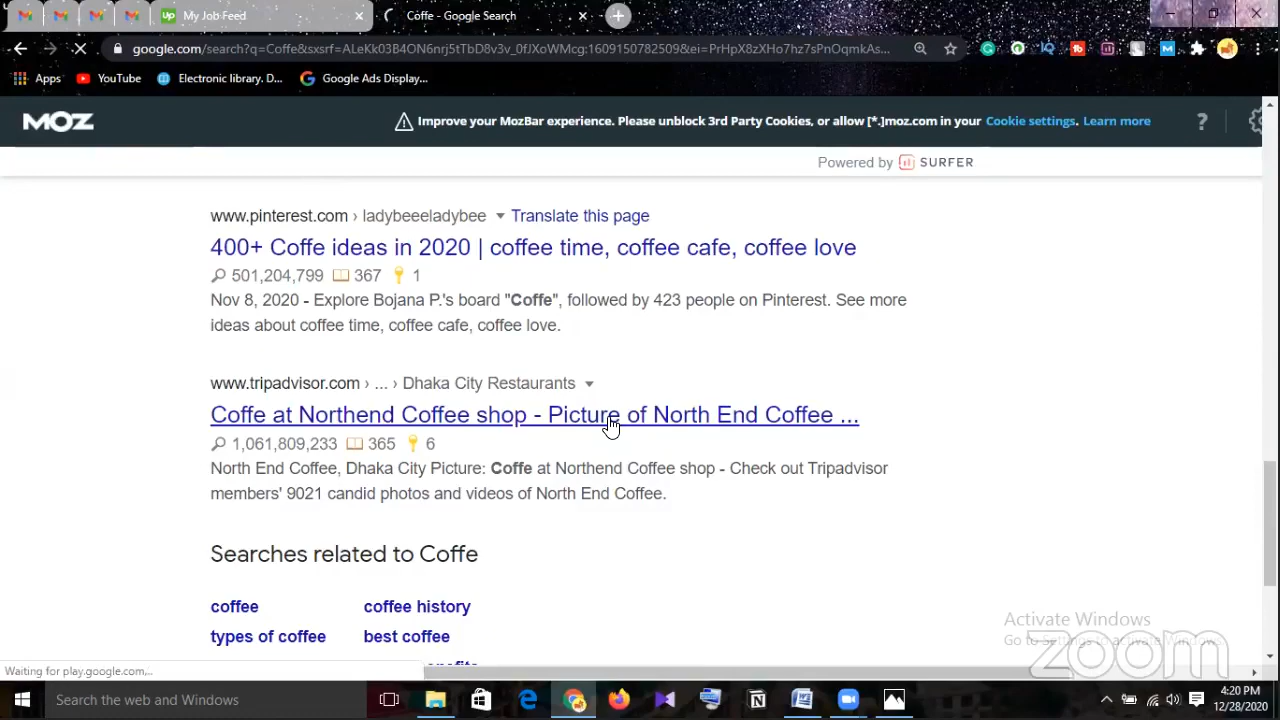 Up My Job Feed
Coffe - Google Search
google.com/search?q=Coffe&sxsrf=ALeKk03B4ON6nrj5tTbD8v3v_0fJXoWMcg:1609150782509&ei=PrHpX8zXHo7hz7sPnOqmkAs...
Apps YouTube Electronic library. D... Google Ads Display...
MOZ Improve your MozBar experience. Please unblock 3rd Party Cookies, or allow [*.]moz.com in your Cookie settings. Learn more ?
Powered by SURFER
www.pinterest.com › ladybeeeladybee Translate this page
400+ Coffe ideas in 2020 | coffee time, coffee cafe, coffee love
501,204,799 367 1
Nov 8, 2020 - Explore Bojana P.'s board "Coffe", followed by 423 people on Pinterest. See more
ideas about coffee time, coffee cafe, coffee love.
www.tripadvisor.com › ... › Dhaka City Restaurants
Coffe at Northend Coffee shop - Picture of North End Coffee ...
1,061,809,233 365 6
North End Coffee, Dhaka City Picture: Coffe at Northend Coffee shop - Check out Tripadvisor
members' 9021 candid photos and videos of North End Coffee.
Searches related to Coffe
coffee coffee history
types of coffee best coffee
Activate Windows
Go to Settings to activate Windows.
zoom
Waiting for play.google.com...
Search the web and Windows
4:20 PM
12/28/2020